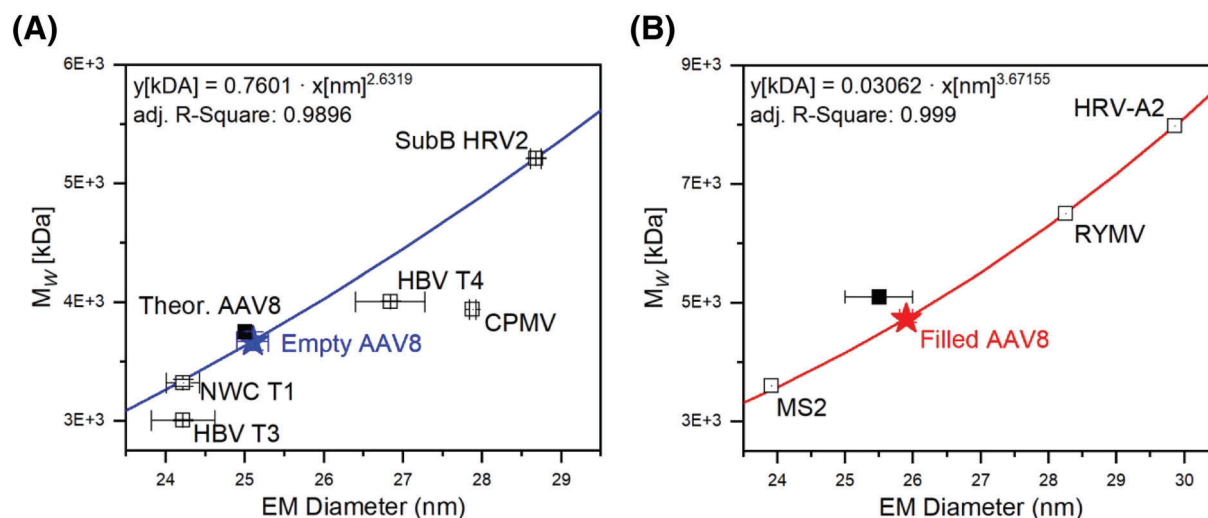 (A)
(B)
6E+3
5E+3
4E+3
3E+3
M_W [kDa]
y[kDA] = 0.7601 · x[nm]^2.6319
adj. R-Square: 0.9896
SubB HRV2
HBV T4
CPMV
Theor. AAV8
Empty AAV8
NWC T1
HBV T3
24 25 26 27 28 29
EM Diameter (nm)
9E+3
7E+3
5E+3
3E+3
M_W [kDa]
y[kDA] = 0.03062 · x[nm]^3.67155
adj. R-Square: 0.999
HRV-A2
RYMV
Filled AAV8
MS2
24 25 26 27 28 29 30
EM Diameter (nm)